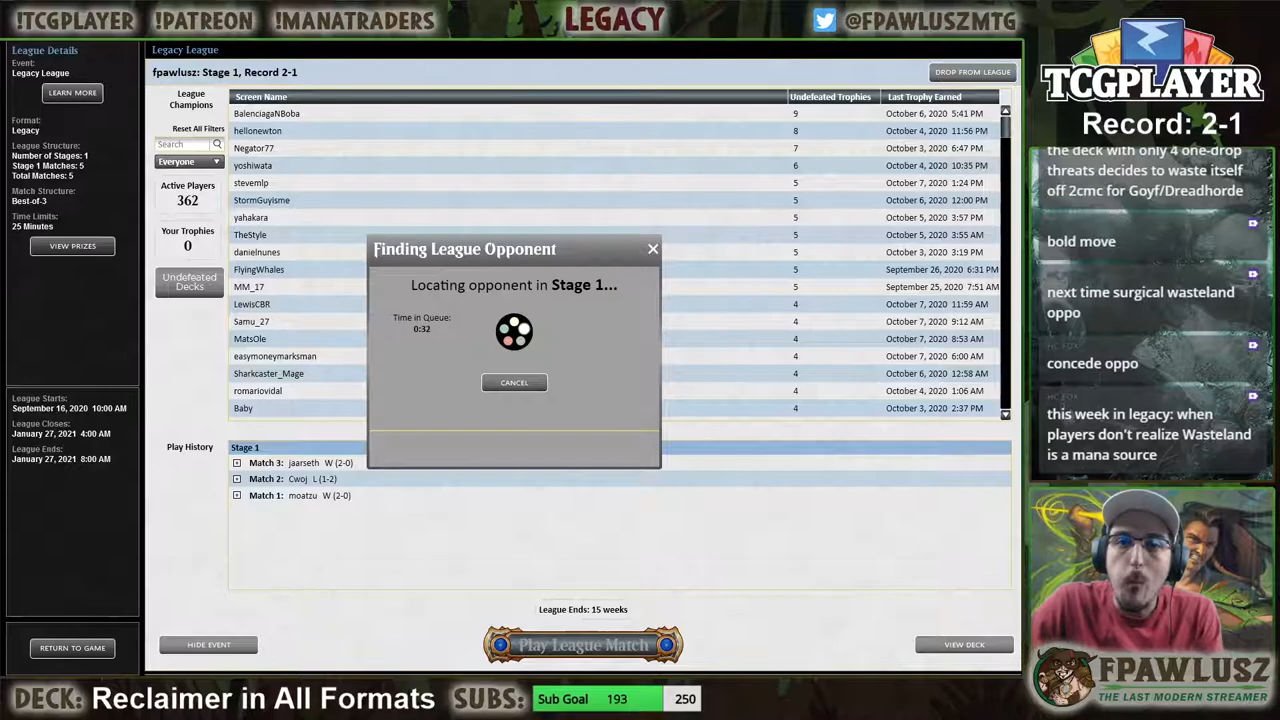 !TCGPLAYER !PATREON !MANATRADERS LEGACY @FPAWLUSZMTG
League Details
Event:
Legacy League
LEARN MORE
Format:
Legacy
League Structure:
Number of Stages: 1
Stage 1 Matches: 5
Total Matches: 5
Match Structure:
Best-of-3
Time Limits:
25 Minutes
VIEW PRIZES
League Starts:
September 16, 2020 10:00 AM
League Closes:
January 27, 2021 4:00 AM
League Ends:
January 27, 2021 8:00 AM
RETURN TO GAME
Legacy League
fpawlusz: Stage 1, Record 2-1
DROP FROM LEAGUE
League
Champions
Reset All Filters
Search
Everyone
Active Players
362
Your Trophies
0
Undefeated
Decks
Screen Name Undefeated Trophies Last Trophy Earned
BalenciagaNBoba 9 October 6, 2020 5:41 PM
hellonewton 8 October 4, 2020 11:56 PM
Negator77 7 October 3, 2020 6:47 PM
yoshiwata 6 October 4, 2020 10:35 PM
stevemlp 5 October 7, 2020 1:24 PM
StormGuyisme 5 October 6, 2020 12:00 PM
yahakara 5 October 5, 2020 3:57 PM
TheStyle 5 October 5, 2020 3:55 AM
danielnunes 5 October 3, 2020 1:21 AM
FlyingWhales 5 September 26, 2020 6:31 PM
MM_17 5 September 25, 2020 7:51 AM
LewisCBR 4 October 7, 2020 11:59 AM
Samu_27 4 October 7, 2020 9:12 AM
MatsOle 4 October 7, 2020 8:53 AM
easymoneymarksman 4 October 7, 2020 6:00 AM
Sharkcaster_Mage 4 October 6, 2020 12:58 AM
romariovidal 4 October 4, 2020 1:06 AM
Baby 4 October 3, 2020 2:37 PM
Finding League Opponent
Locating opponent in Stage 1...
Time in Queue:
0:32
CANCEL
Play History
Stage 1
Match 3: jaarseth W (2-0)
Match 2: Cwoj L (1-2)
Match 1: moatzu W (2-0)
League Ends: 15 weeks
HIDE EVENT
Play League Match
VIEW DECK
TCGPLAYER
Record: 2-1
the deck with only 4 one-drop
threats decides to waste itself
off 2cmc for Goyf/Dreadhorde
bold move
next time surgical wasteland
oppo
HC FOX
concede oppo
HC FOX
this week in legacy: when
players don't realize Wasteland
is a mana source
FPAWLUSZ
THE LAST MODERN STREAMER
DECK: Reclaimer in All Formats SUBS: Sub Goal 193 250